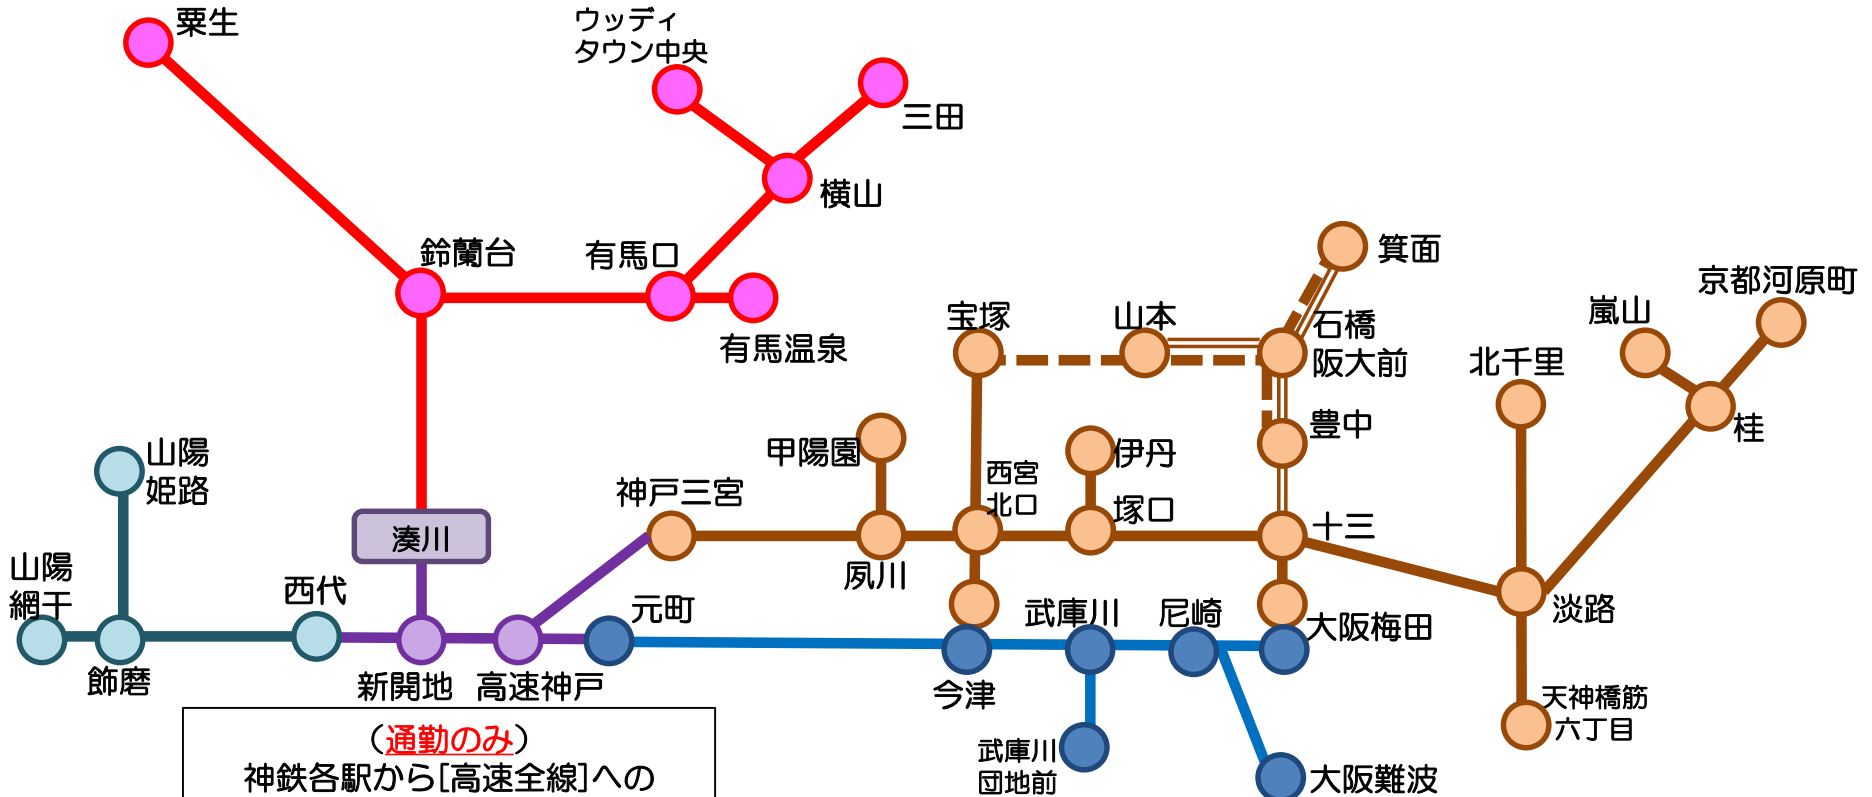 粟生
ウッディ
タウン中央
三田
横山
鈴蘭台
有馬口
有馬温泉
箕面
京都河原町
嵐山
宝塚
山本
石橋
阪大前
北千里
桂
豊中
甲陽園
伊丹
山陽
姫路
西宮
北口
神戸三宮
塚口
十三
湊川
夙川
山陽
網干
西代
元町
武庫川
尼崎
淡路
大阪梅田
飾磨
新開地
高速神戸
今津
天神橋筋
六丁目
武庫川
団地前
大阪難波
（通勤のみ）
神鉄各駅から[高速全線]への